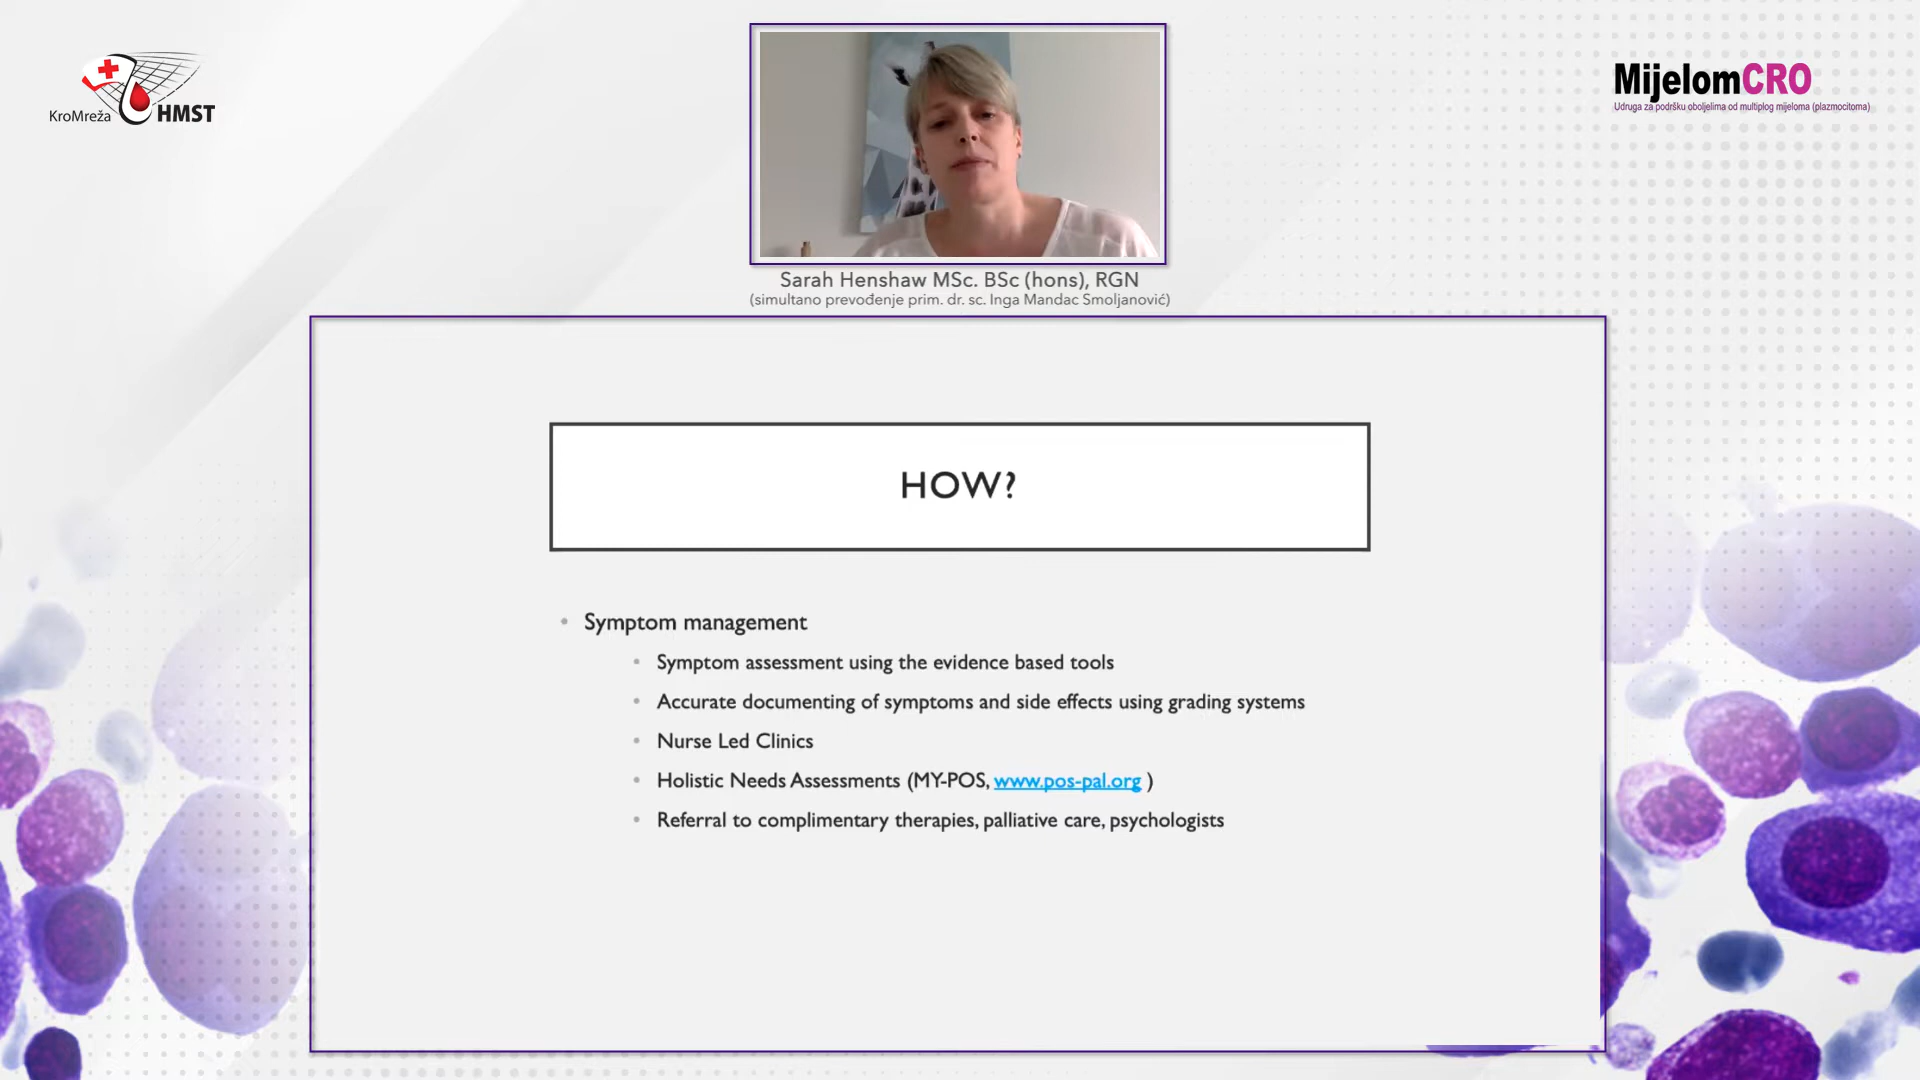 KroMreža HMST
MijelomCRO
Udruga za podršku oboljelima od multiplog mijeloma (plazmocitoma)
Sarah Henshaw MSc. BSc (hons), RGN
(simultano prevođenje prim. dr. sc. Inga Mandac Smoljanović)
HOW?
• Symptom management
• Symptom assessment using the evidence based tools
• Accurate documenting of symptoms and side effects using grading systems
• Nurse Led Clinics
• Holistic Needs Assessments (MY-POS, www.pos-pal.org )
• Referral to complimentary therapies, palliative care, psychologists